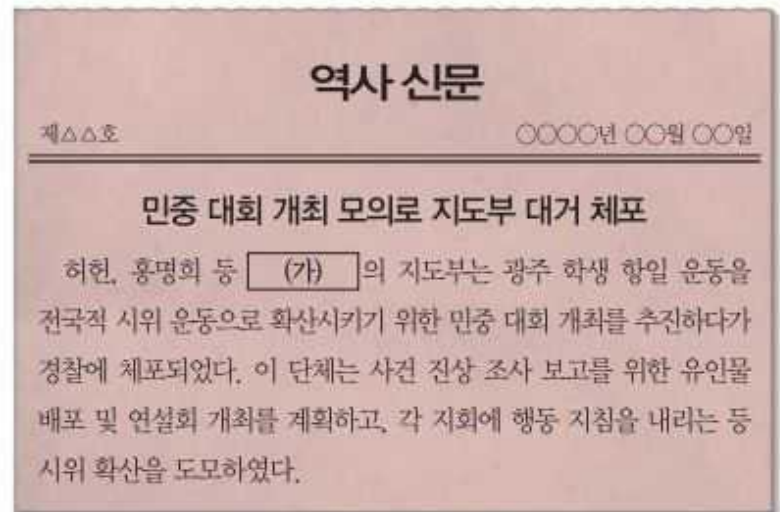 역사 신문
제△△호 ○○○○년 ○○월 ○○일
민중 대회 개최 모의로 지도부 대거 체포
허헌, 홍명희 등 (가) 의 지도부는 광주 학생 항일 운동을
전국적 시위 운동으로 확산시키기 위한 민중 대회 개최를 추진하다가
경찰에 체포되었다. 이 단체는 사건 진상 조사 보고를 위한 유인물
배포 및 연설회 개최를 계획하고, 각 지회에 행동 지침을 내리는 등
시위 확산을 도모하였다.